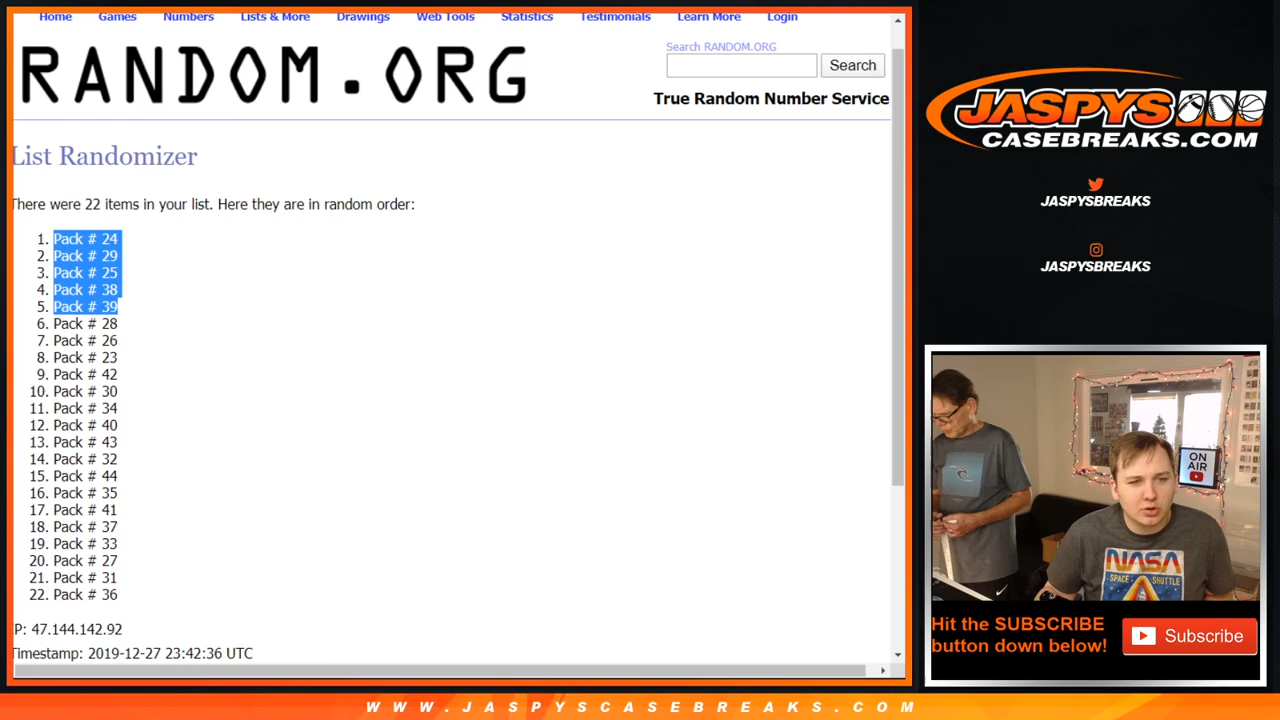 Home Games Numbers Lists & More Drawings Web Tools Statistics Testimonials Learn More Login
RANDOM.ORG
Search RANDOM.ORG
Search
True Random Number Service
List Randomizer
There were 22 items in your list. Here they are in random order:
1. Pack # 24
2. Pack # 29
3. Pack # 25
4. Pack # 38
5. Pack # 39
6. Pack # 28
7. Pack # 26
8. Pack # 23
9. Pack # 42
10. Pack # 30
11. Pack # 34
12. Pack # 40
13. Pack # 43
14. Pack # 32
15. Pack # 44
16. Pack # 35
17. Pack # 41
18. Pack # 37
19. Pack # 33
20. Pack # 27
21. Pack # 31
22. Pack # 36
IP: 47.144.142.92
Timestamp: 2019-12-27 23:42:36 UTC
JASPYS
CASEBREAKS.COM
JASPYSBREAKS
JASPYSBREAKS
ON
AIR
NASA
SPACE SHUTTLE
Hit the SUBSCRIBE
button down below!
Subscribe
WWW.JASPYSCASEBREAKS.COM